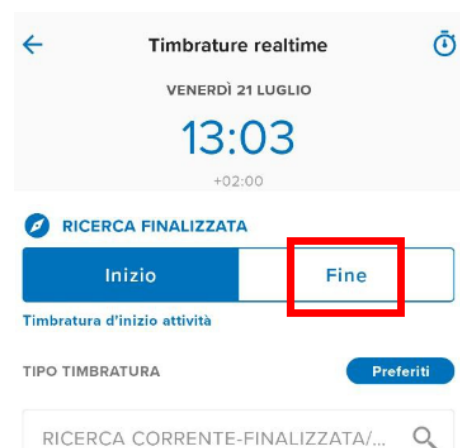 Timbrature realtime
VENERDÌ 21 LUGLIO
13:03
+02:00
RICERCA FINALIZZATA
Inizio Fine
Timbratura d'inizio attività
TIPO TIMBRATURA Preferiti
RICERCA CORRENTE-FINALIZZATA/...